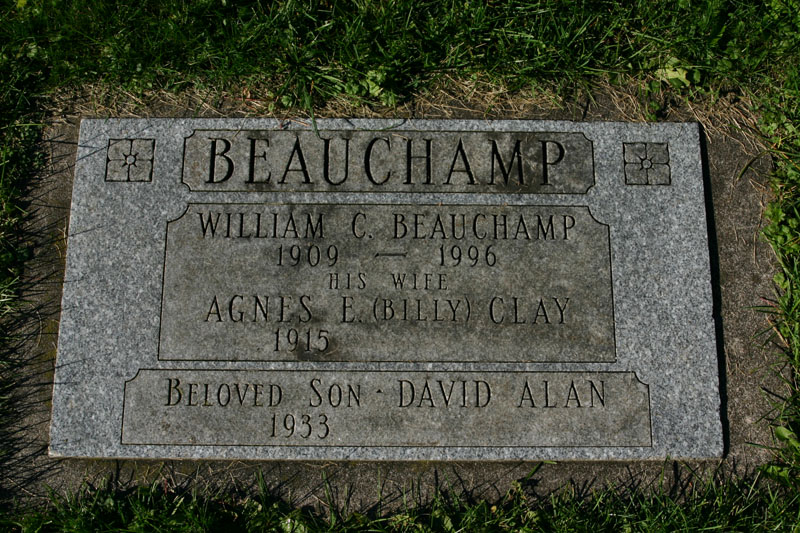 BEAUCHAMP
WILLIAM C. BEAUCHAMP
1909 — 1996
HIS WIFE
AGNES E. (BILLY) CLAY
1915
BELOVED SON · DAVID ALAN
1933